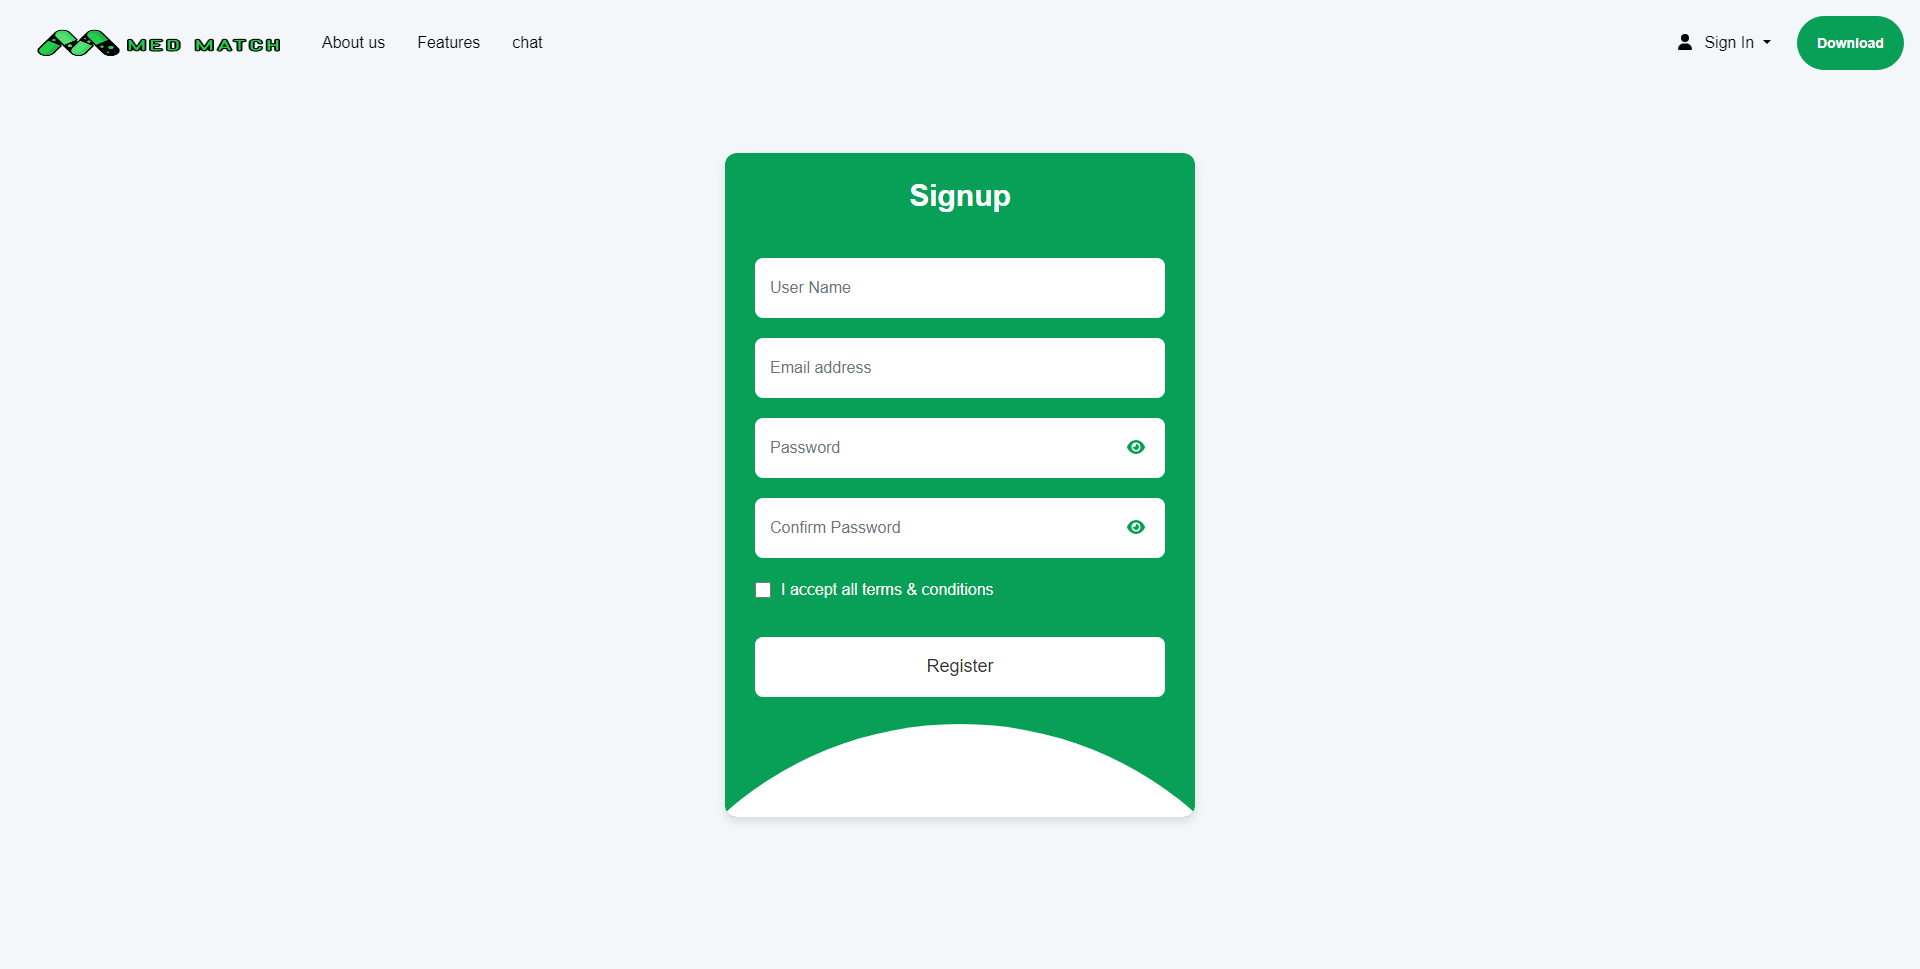 MED MATCH
About us
Features
chat
Sign In
Download
Signup
User Name
Email address
Password
Confirm Password
I accept all terms & conditions
Register